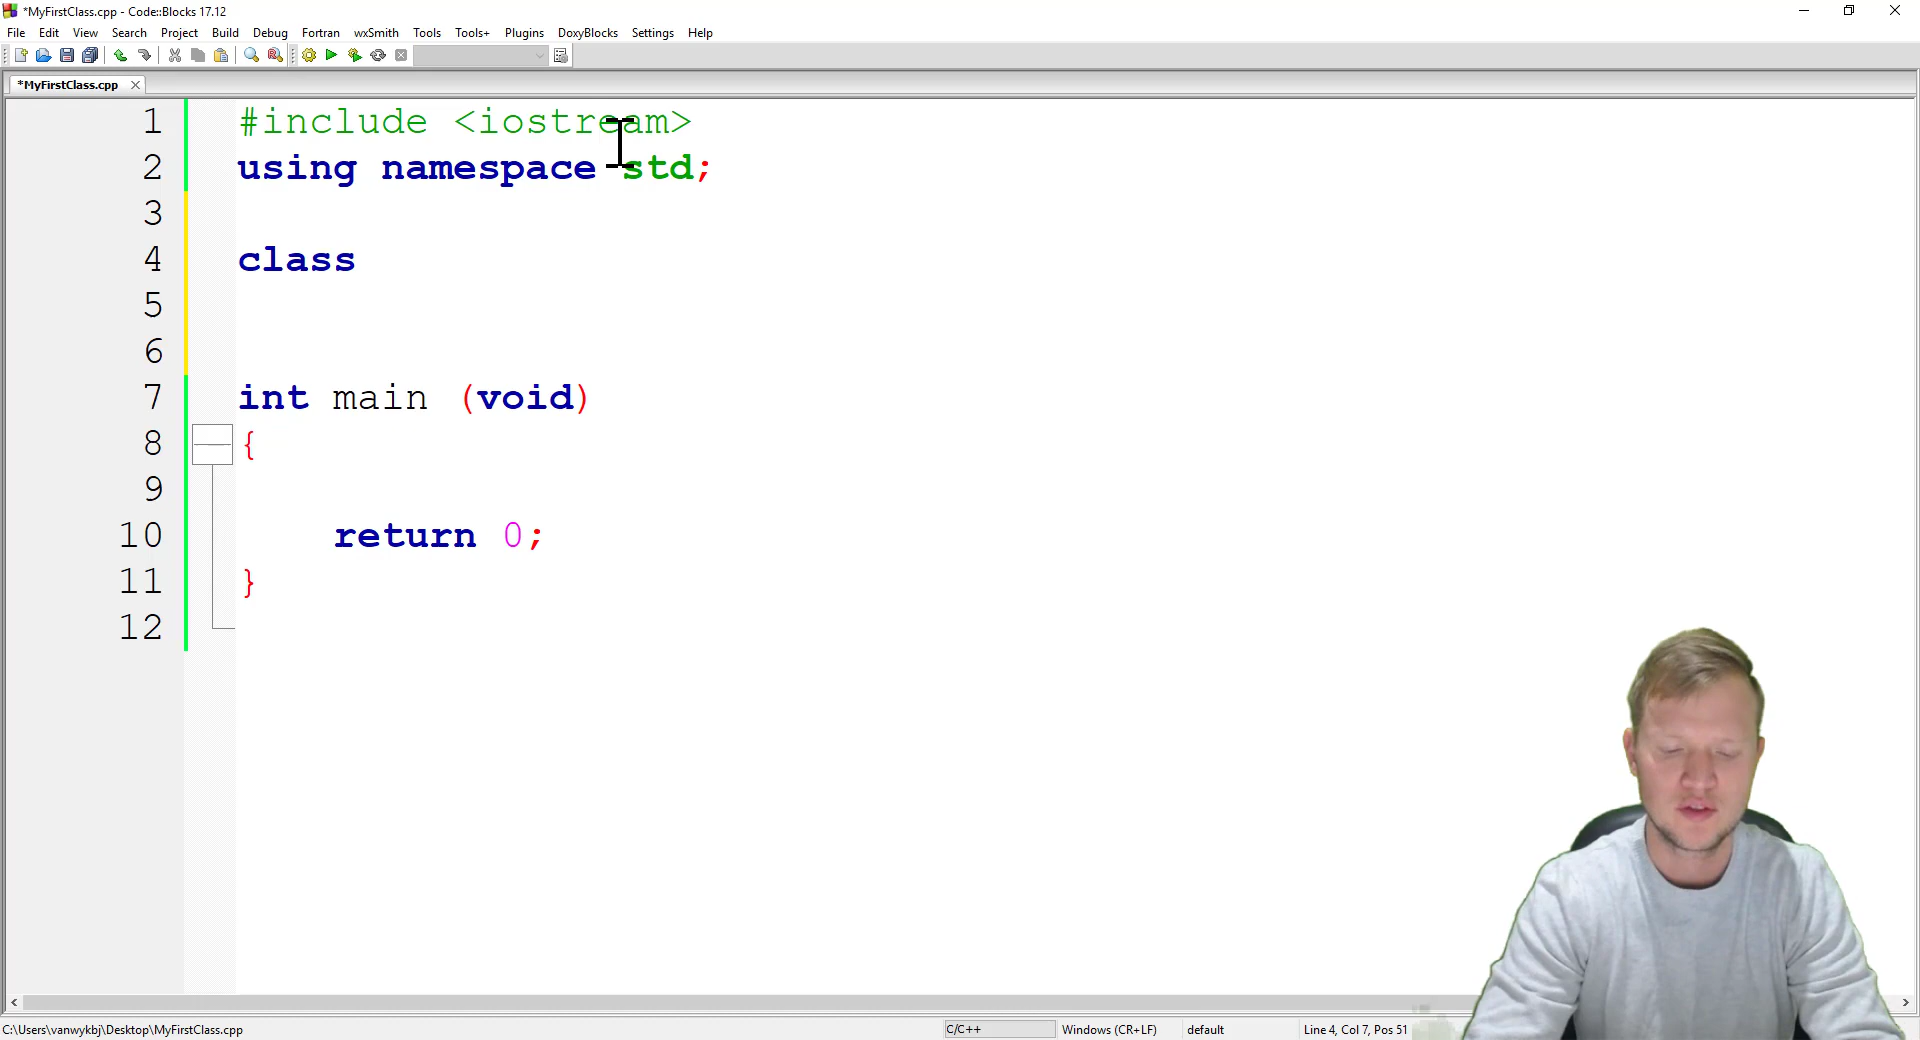 *MyFirstClass.cpp - Code::Blocks 17.12
File Edit View Search Project Build Debug Fortran wxSmith Tools Tools+ Plugins DoxyBlocks Settings Help
*MyFirstClass.cpp
1 #include <iostream>
2 using namespace std;
3
4 class
5
6
7 int main (void)
8 {
9
10 return 0;
11 }
12
C:\Users\vanwykbj\Desktop\MyFirstClass.cpp C/C++ Windows (CR+LF) default Line 4, Col 7, Pos 51